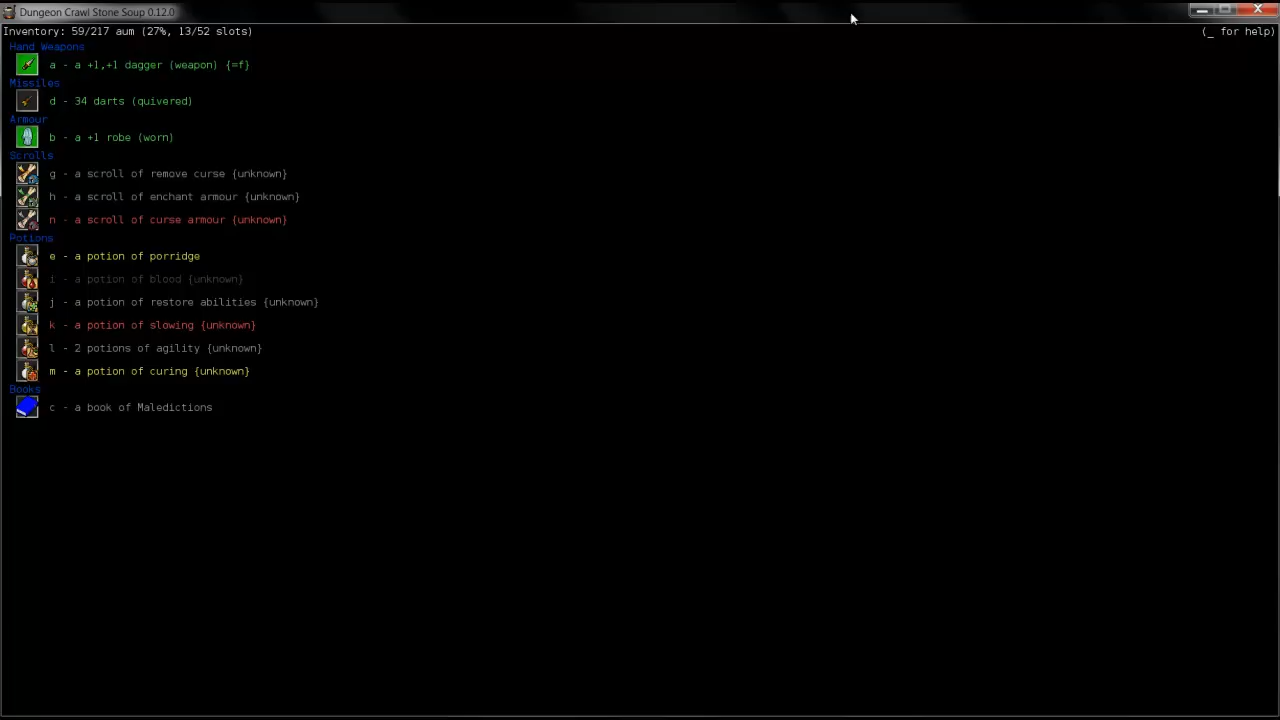 Dungeon Crawl Stone Soup 0.12.0
Inventory: 59/217 aum (27%, 13/52 slots) (_ for help)
Hand Weapons
a - a +1,+1 dagger (weapon) {=f}
Missiles
d - 34 darts (quivered)
Armour
b - a +1 robe (worn)
Scrolls
g - a scroll of remove curse {unknown}
h - a scroll of enchant armour {unknown}
n - a scroll of curse armour {unknown}
Potions
e - a potion of porridge
i - a potion of blood {unknown}
j - a potion of restore abilities {unknown}
k - a potion of slowing {unknown}
l - 2 potions of agility {unknown}
m - a potion of curing {unknown}
Books
c - a book of Maledictions